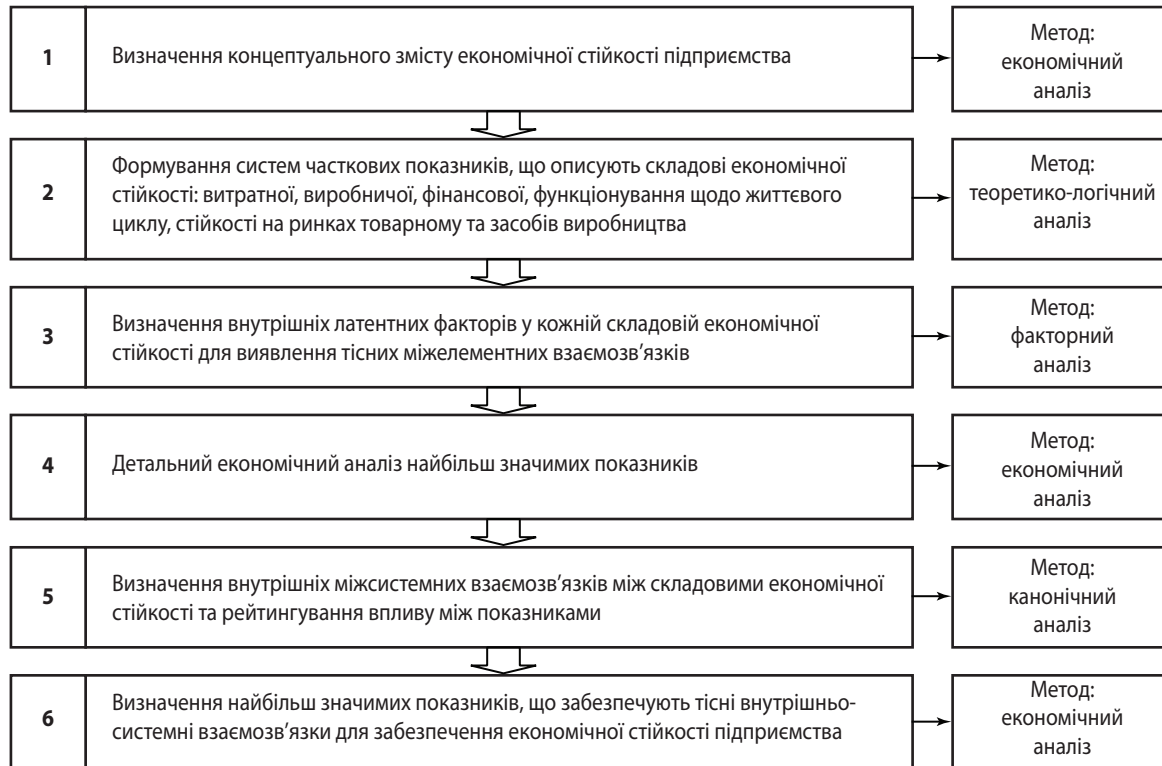 1
Визначення концептуального змісту економічної стійкості підприємства
Метод:
економічний
аналіз
2
Формування систем часткових показників, що описують складові економічної
стійкості: витратної, виробничої, фінансової, функціонування щодо життєвого
циклу, стійкості на ринках товарному та засобів виробництва
Метод:
теоретико-логічний
аналіз
3
Визначення внутрішніх латентних факторів у кожній складовій економічної
стійкості для виявлення тісних міжелементних взаємозв'язків
Метод:
факторний
аналіз
4
Детальний економічний аналіз найбільш значимих показників
Метод:
економічний
аналіз
5
Визначення внутрішніх міжсистемних взаємозв'язків між складовими економічної
стійкості та рейтингування впливу між показниками
Метод:
канонічний
аналіз
6
Визначення найбільш значимих показників, що забезпечують тісні внутрішньо-
системні взаємозв'язки для забезпечення економічної стійкості підприємства
Метод:
економічний
аналіз